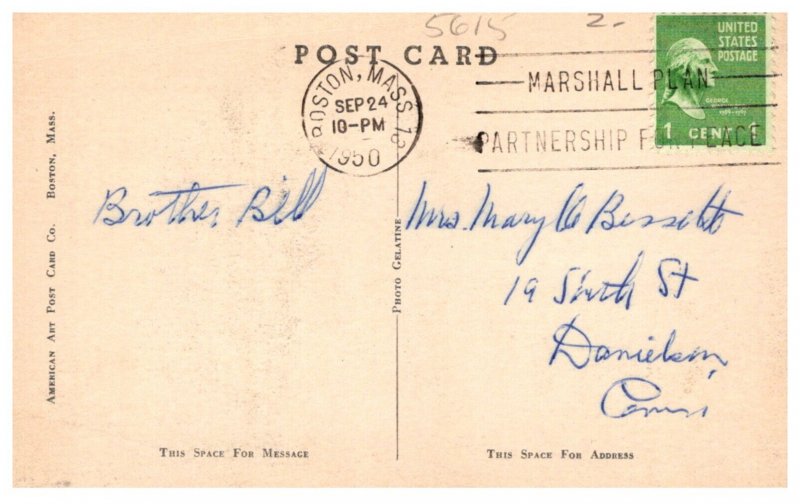 5615 2-
POST CARD
BOSTON, MASS. 13
SEP 24
10-PM
1950
MARSHALL PLAN
PARTNERSHIP FOR PEACE
UNITED
STATES
POSTAGE
GEORGE
1 CENT 1
AMERICAN ART POST CARD CO. BOSTON, MASS.
Brother Bill
PHOTO GELATINE
Mrs. Mary Bessett
19 St
Danielson,
Conn
THIS SPACE FOR MESSAGE
THIS SPACE FOR ADDRESS